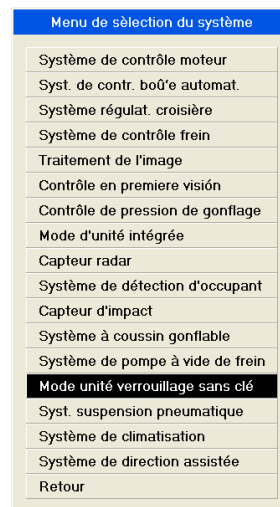 Menu de sèlection du système
Système de contrôle moteur
Syst. de contr. boû'e automat.
Système régulat. croisière
Système de contrôle frein
Traitement de l'image
Contrôle en premiere visión
Contrôle de pression de gonflage
Mode d'unité intégrée
Capteur radar
Système de détection d'occupant
Capteur d'impact
Système à coussin gonflable
Système de pompe à vide de frein
Mode unité verrouillage sans clé
Syst. suspension pneumatique
Système de climatisation
Système de direction assistée
Retour